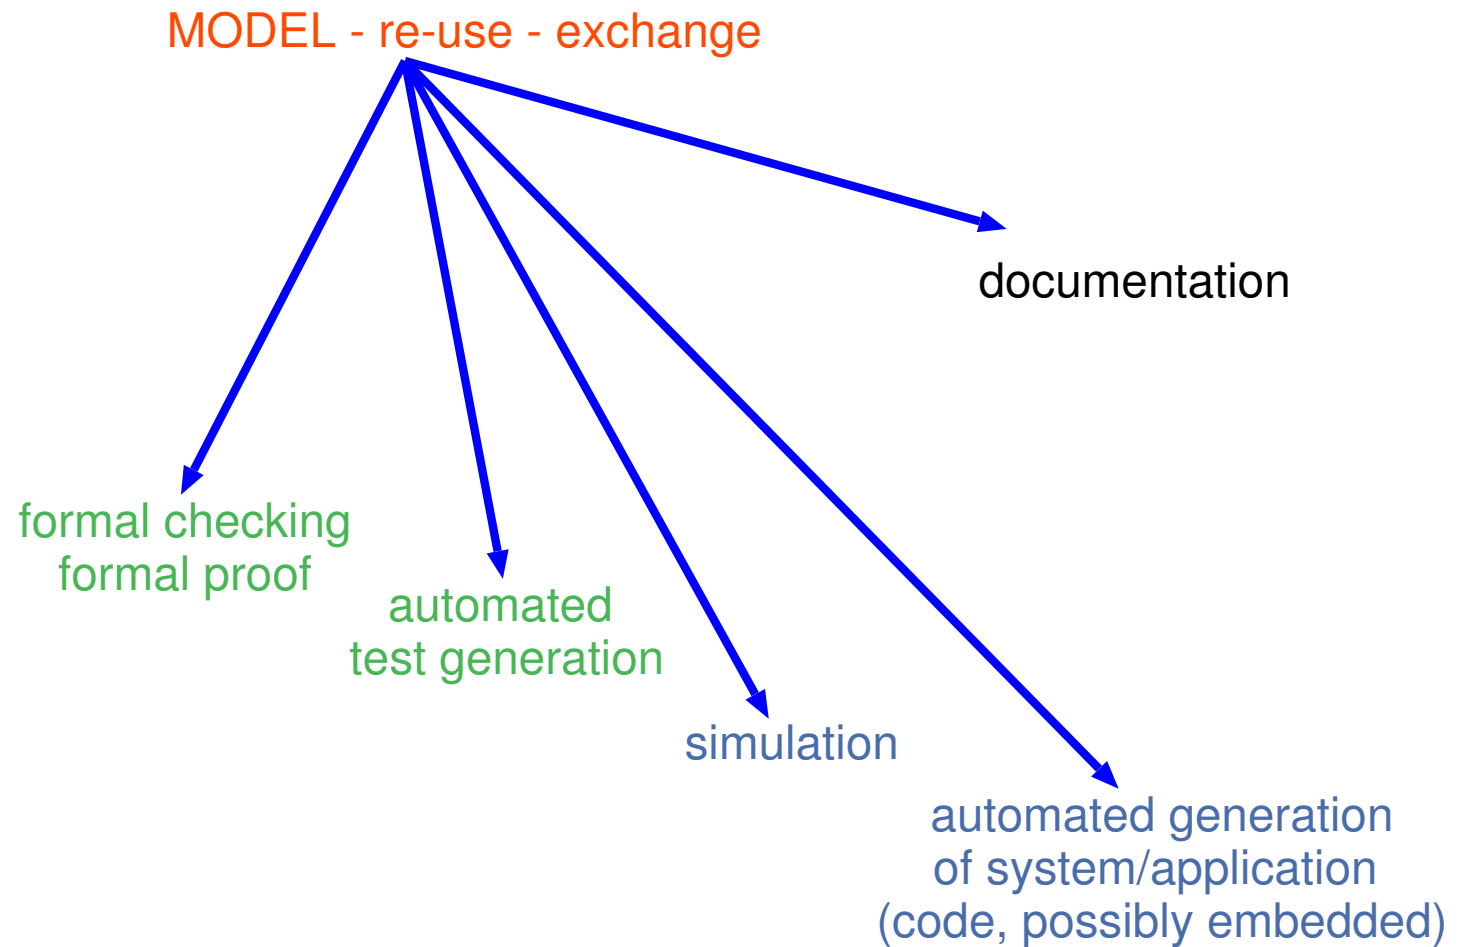 MODEL - re-use - exchange
documentation
formal checking
formal proof
automated
test generation
simulation
automated generation
of system/application
(code, possibly embedded)